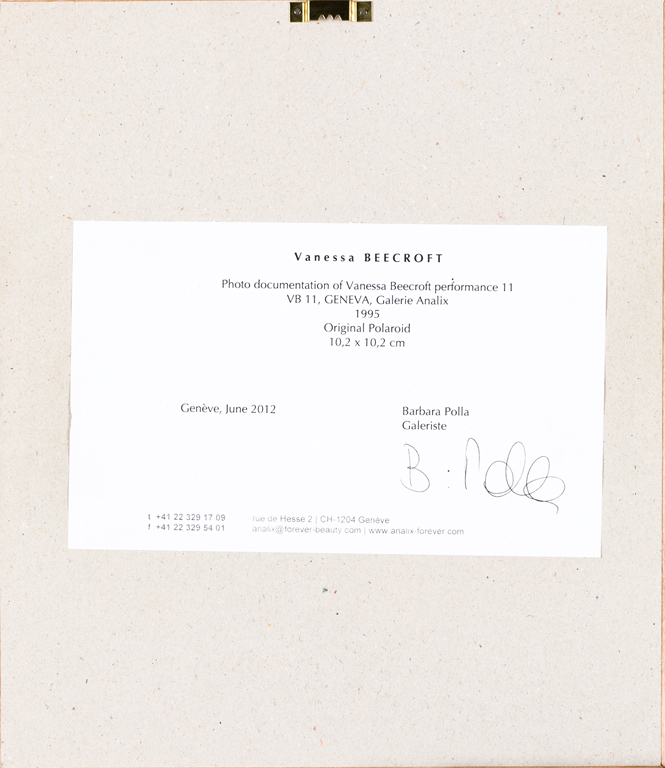 Vanessa BEECROFT
Photo documentation of Vanessa Beecroft performance 11
VB 11, GENEVA, Galerie Analix
1995
Original Polaroid
10,2 x 10,2 cm
Genève, June 2012
Barbara Polla
Galeriste
B. Polla
t +41 22 329 17 09 rue de Hesse 2 | CH-1204 Genève
f +41 22 329 54 01 analix@forever-beauty.com | www.analix-forever.com